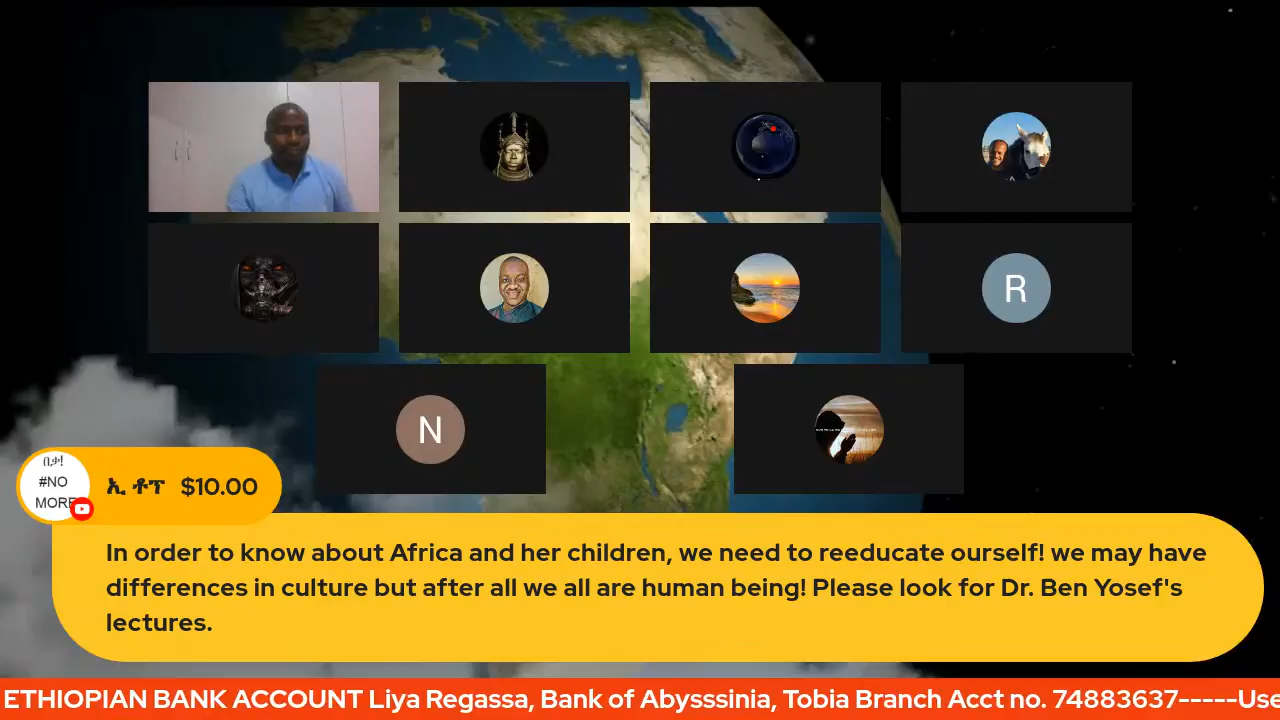 R
N
በቃ!
#NO
MORE
ኢ ቶፕ $10.00
In order to know about Africa and her children, we need to reeducate ourself! we may have
differences in culture but after all we all are human being! Please look for Dr. Ben Yosef's
lectures.
ETHIOPIAN BANK ACCOUNT Liya Regassa, Bank of Abysssinia, Tobia Branch Acct no. 74883637-----Use